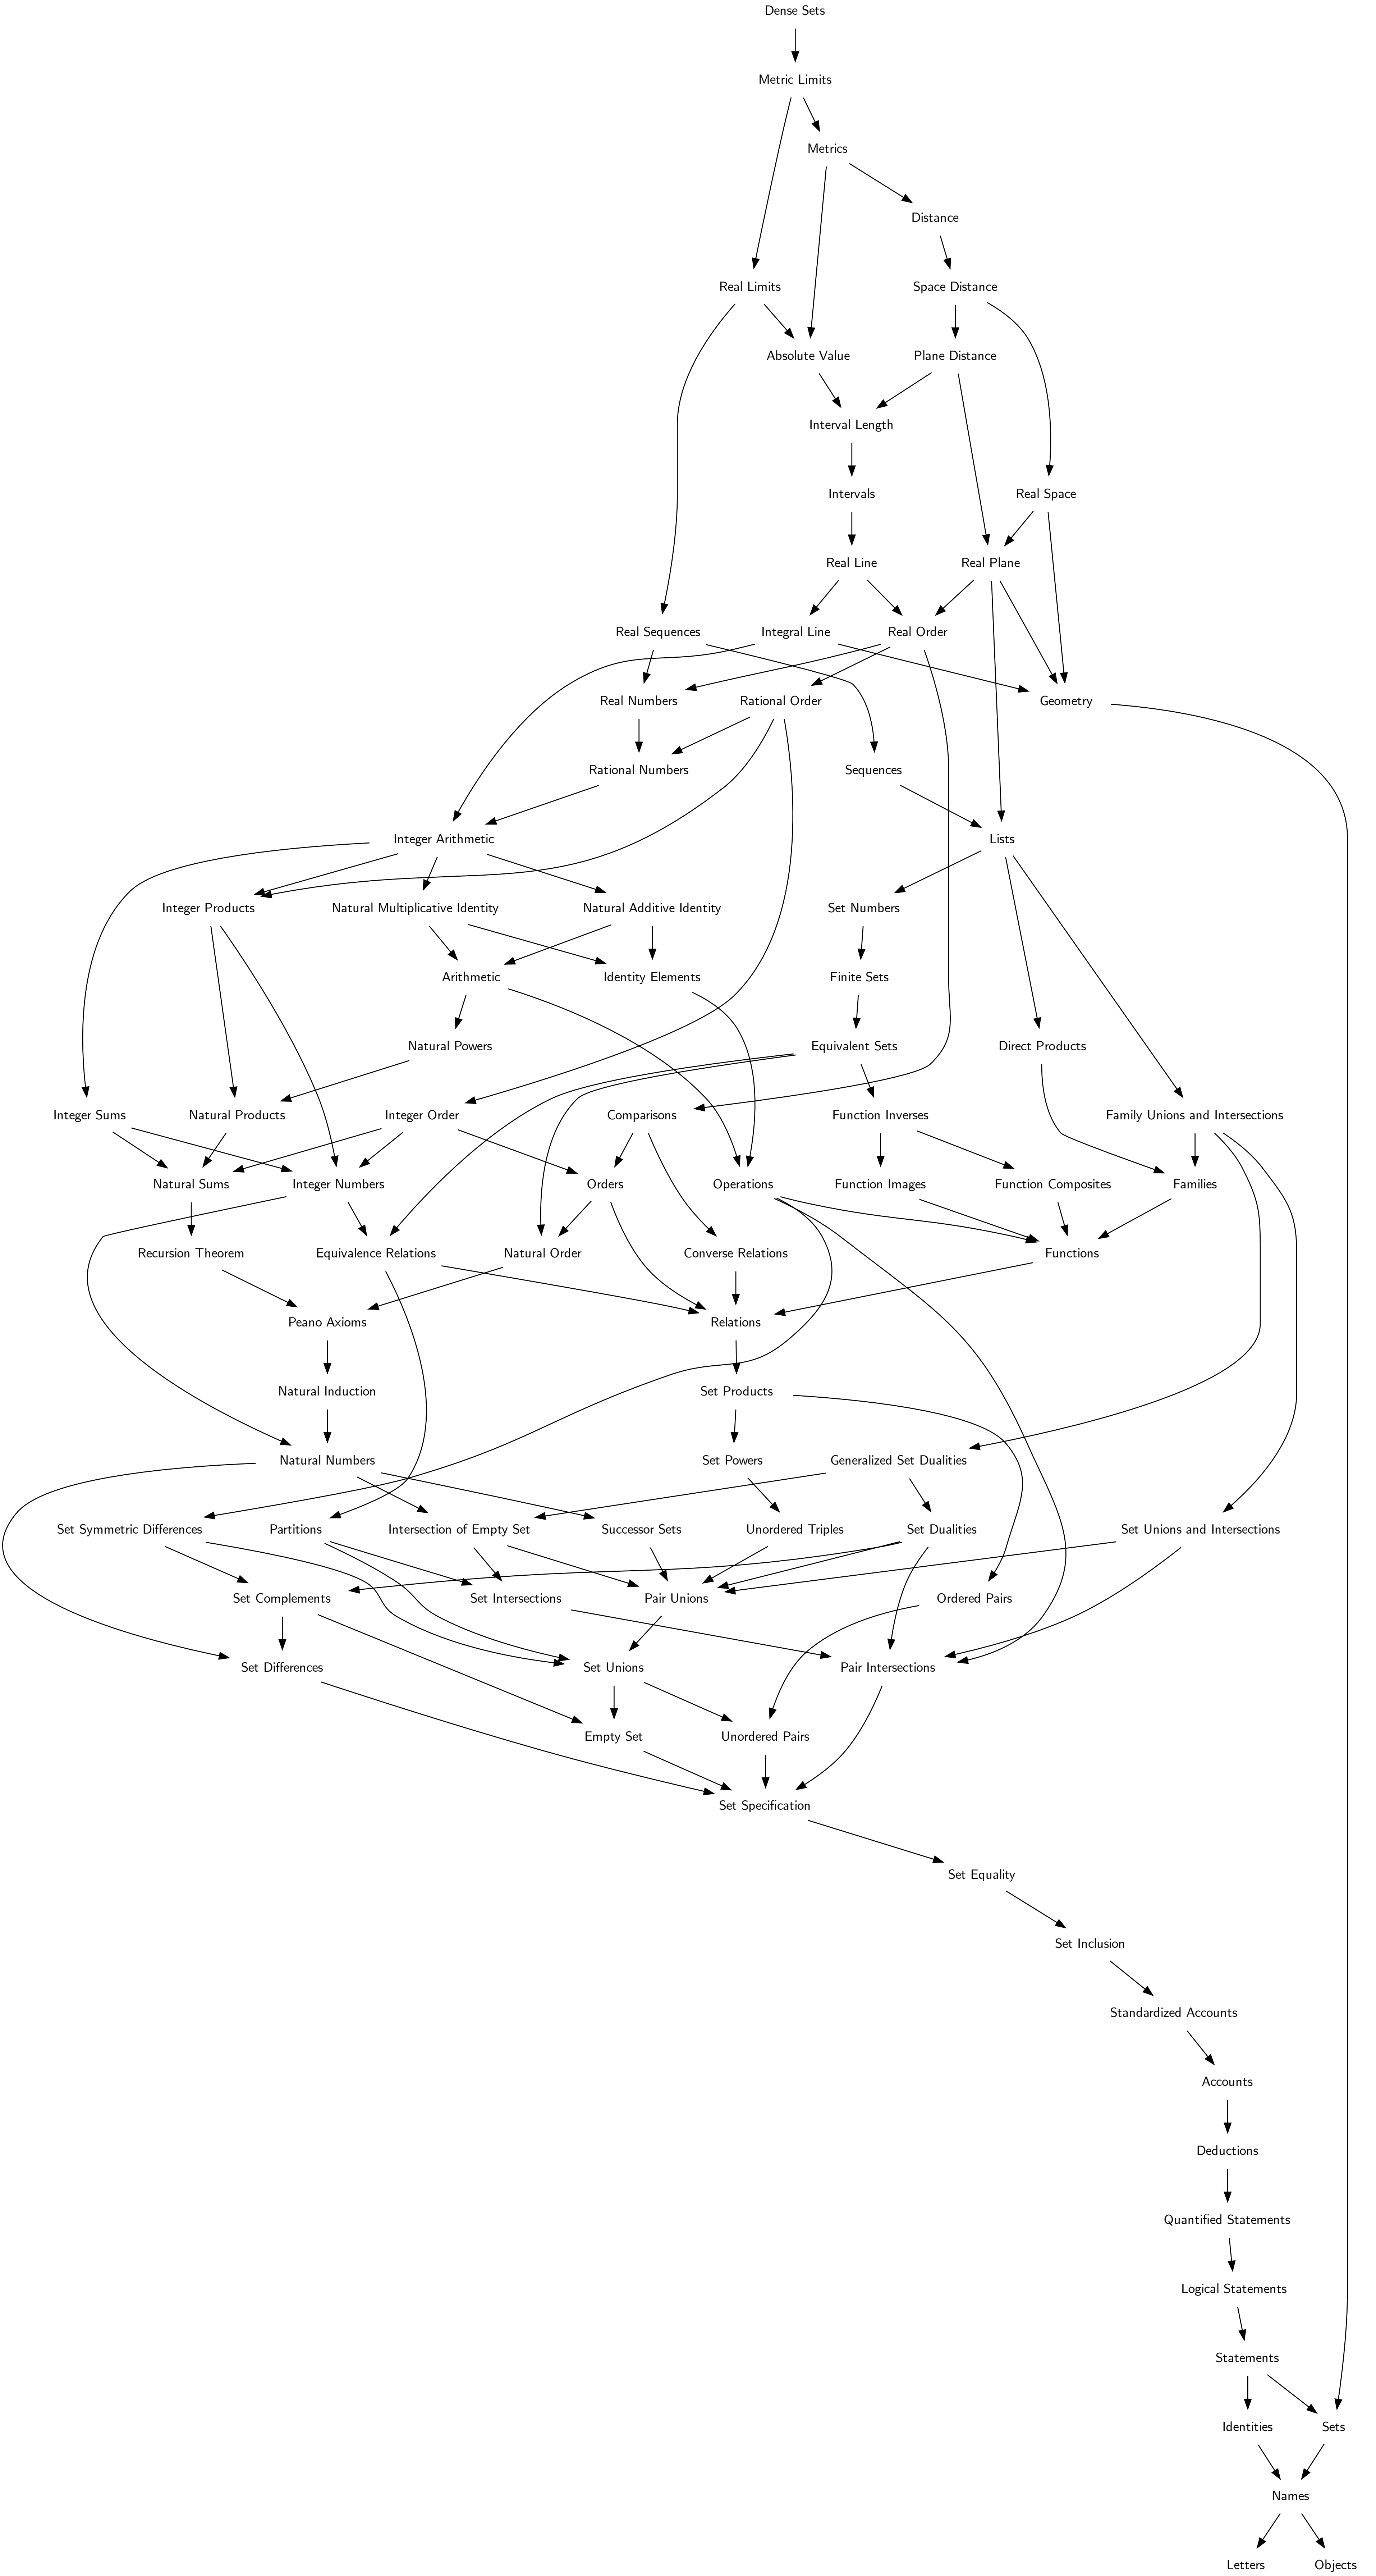 Dense Sets
Metric Limits
Metrics
Distance
Real Limits
Space Distance
Absolute Value
Plane Distance
Interval Length
Intervals
Real Space
Real Line
Real Plane
Real Sequences
Integral Line
Real Order
Real Numbers
Rational Order
Geometry
Rational Numbers
Sequences
Integer Arithmetic
Lists
Integer Products
Natural Multiplicative Identity
Natural Additive Identity
Set Numbers
Arithmetic
Identity Elements
Finite Sets
Natural Powers
Equivalent Sets
Direct Products
Integer Sums
Natural Products
Integer Order
Comparisons
Function Inverses
Family Unions and Intersections
Natural Sums
Integer Numbers
Orders
Operations
Function Images
Function Composites
Families
Recursion Theorem
Equivalence Relations
Natural Order
Converse Relations
Functions
Peano Axioms
Relations
Natural Induction
Set Products
Natural Numbers
Set Powers
Generalized Set Dualities
Set Symmetric Differences
Partitions
Intersection of Empty Set
Successor Sets
Unordered Triples
Set Dualities
Set Unions and Intersections
Set Complements
Set Intersections
Pair Unions
Ordered Pairs
Set Differences
Set Unions
Pair Intersections
Empty Set
Unordered Pairs
Set Specification
Set Equality
Set Inclusion
Standardized Accounts
Accounts
Deductions
Quantified Statements
Logical Statements
Statements
Identities
Sets
Names
Letters
Objects